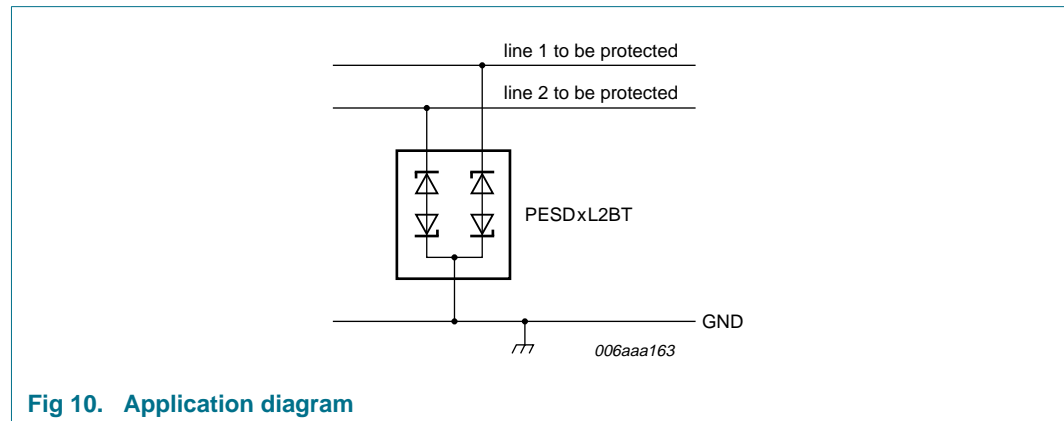 line 1 to be protected
line 2 to be protected
PESDxL2BT
GND
006aaa163
Fig 10. Application diagram